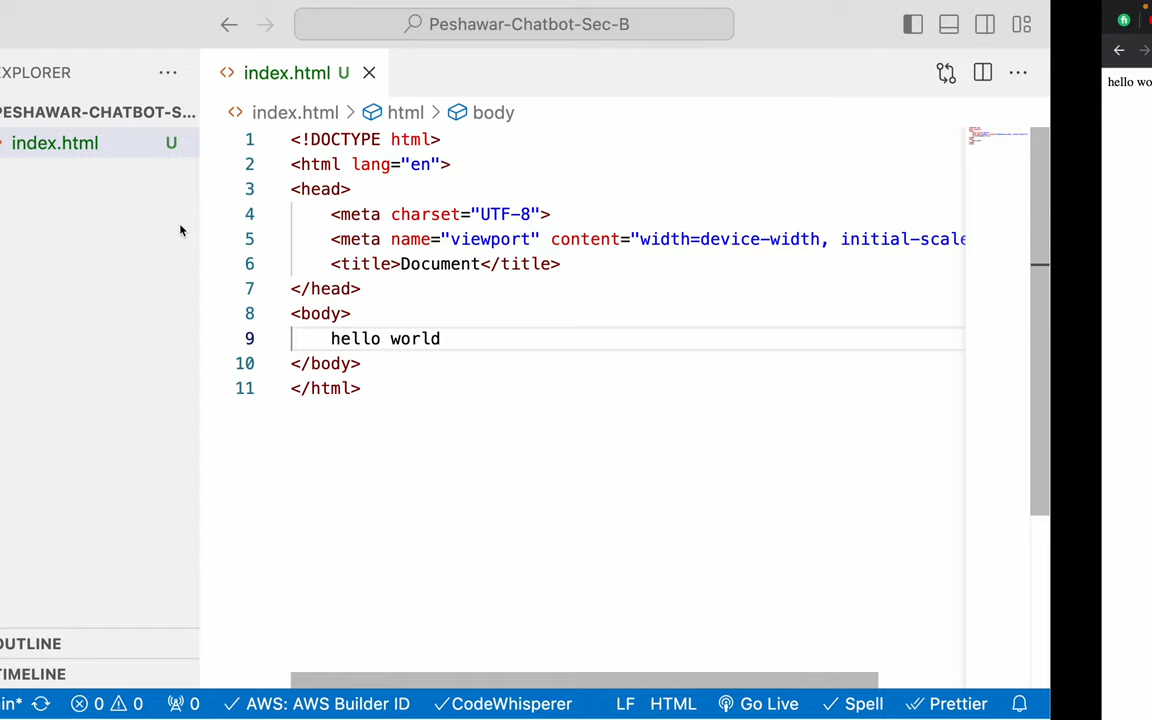 Peshawar-Chatbot-Sec-B
EXPLORER
index.html U
PESHAWAR-CHATBOT-S...
index.html U
index.html > html > body
1 <!DOCTYPE html>
2 <html lang="en">
3 <head>
4 <meta charset="UTF-8">
5 <meta name="viewport" content="width=device-width, initial-scale
6 <title>Document</title>
7 </head>
8 <body>
9 hello world
10 </body>
11 </html>
hello wo
OUTLINE
TIMELINE
in* 0 0 0 AWS: AWS Builder ID CodeWhisperer LF HTML Go Live Spell Prettier